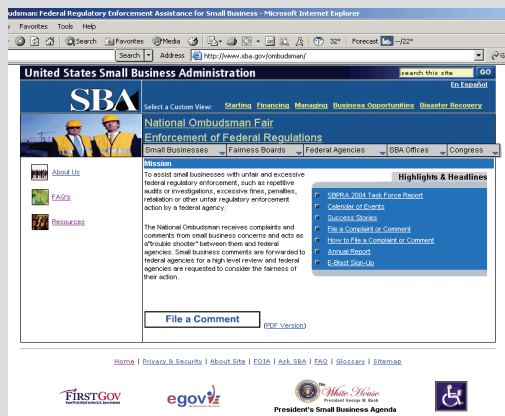 udsman: Federal Regulatory Enforcement Assistance for Small Business - Microsoft Internet Explorer
Favorites Tools Help
Search Favorites Media 32° Forecast --/22°
Search Address http://www.sba.gov/ombudsman/
United States Small Business Administration search this site GO
En Español
SBA Select a Custom View: Starting Financing Managing Business Opportunities Disaster Recovery
National Ombudsman Fair
Enforcement of Federal Regulations
Small Businesses Fairness Boards Federal Agencies SBA Offices Congress
Mission
About Us
FAQ's
Resources
To assist small business with unfair and excessive
federal regulatory enforcement, such as repetitive
audits or investigations, excessive fines, penalties,
retaliation or other unfair regulatory enforcement
action by a federal agency.
The National Ombudsman receives complaints and
comments from small business concerns and acts as
a"trouble shooter" between them and federal
agencies. Small business comments are forwarded to
federal agencies for a high level review and federal
agencies are requested to consider the fairness of
their action.
Highlights & Headlines
SBPRA 2004 Task Force Report
Calendar of Events
Success Stories
File a Complaint or Comment
How to File a Complaint or Comment
Annual Report
E-Blast Sign-Up
File a Comment (PDF Version)
Home | Privacy & Security | About Site | FOIA | Ask SBA | FAQ | Glossary | Sitemap
FIRSTGOV
egov
The White House
President George W. Bush
President's Small Business Agenda